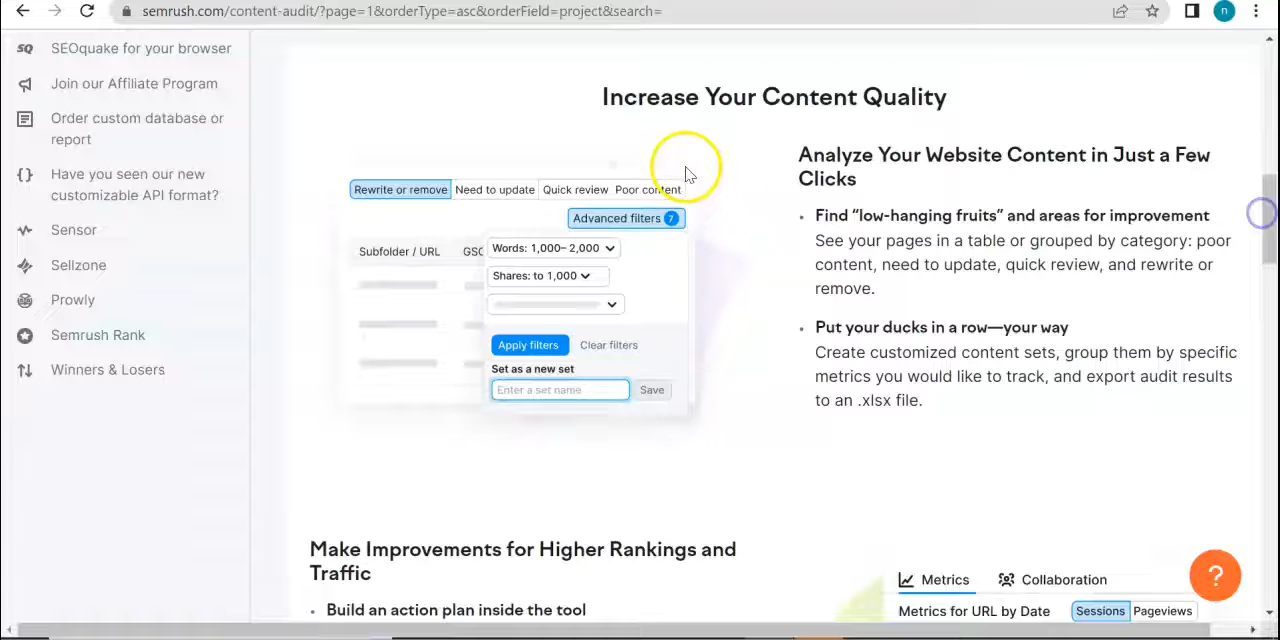 semrush.com/content-audit/?page=1&orderType=asc&orderField=project&search=
n
SEOquake for your browser
Join our Affiliate Program
Order custom database or
report
Have you seen our new
customizable API format?
Sensor
Sellzone
Prowly
Semrush Rank
Winners & Losers
Increase Your Content Quality
Rewrite or remove Need to update Quick review Poor content
Advanced filters 7
Subfolder / URL GSC
Words: 1,000– 2,000
Shares: to 1,000
Apply filters Clear filters
Set as a new set
Enter a set name Save
Analyze Your Website Content in Just a Few
Clicks
• Find “low-hanging fruits” and areas for improvement
See your pages in a table or grouped by category: poor
content, need to update, quick review, and rewrite or
remove.
• Put your ducks in a row—your way
Create customized content sets, group them by specific
metrics you would like to track, and export audit results
to an .xlsx file.
Make Improvements for Higher Rankings and
Traffic
• Build an action plan inside the tool
Metrics Collaboration
Metrics for URL by Date Sessions Pageviews
?